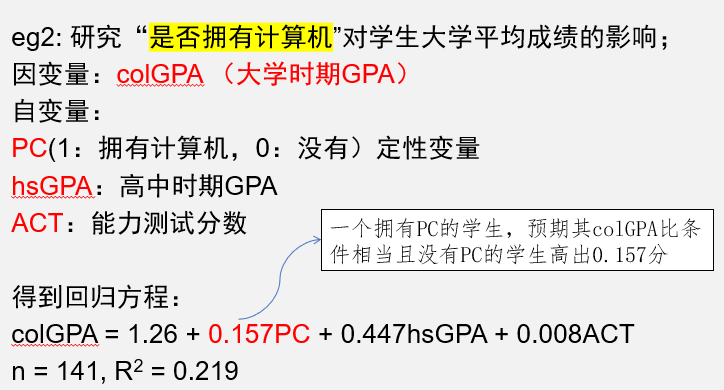 eg2: 研究“是否拥有计算机”对学生大学平均成绩的影响；
因变量：colGPA（大学时期GPA）
自变量：
PC(1：拥有计算机，0：没有）定性变量
hsGPA：高中时期GPA
ACT：能力测试分数
一个拥有PC的学生，预期其colGPA比条
件相当且没有PC的学生高出0.157分
得到回归方程：
colGPA = 1.26 + 0.157PC + 0.447hsGPA + 0.008ACT
n = 141, R² = 0.219